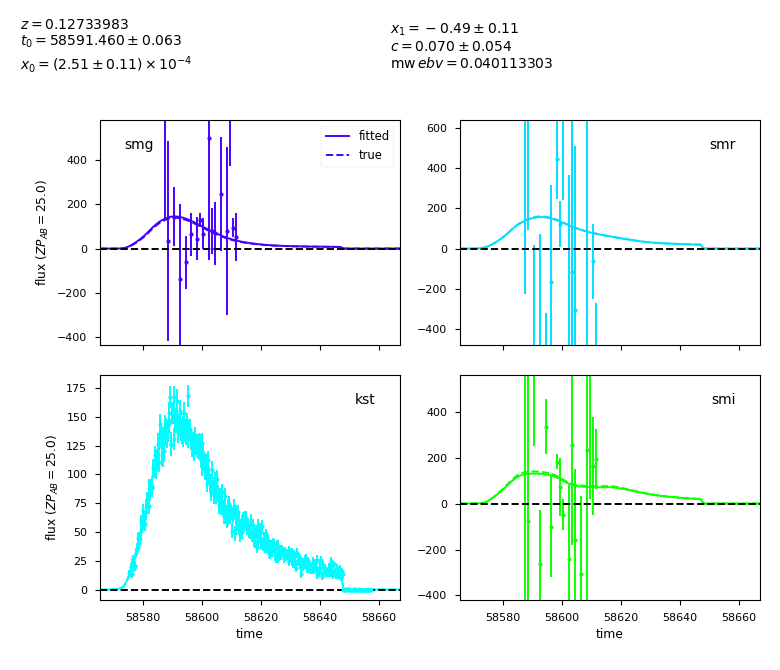 z = 0.12733983
t0 = 58591.460 ± 0.063
x0 = (2.51 ± 0.11) × 10^−4
x1 = −0.49 ± 0.11
c = 0.070 ± 0.054
mw ebv = 0.040113303
smg
fitted
true
400
200
0
−200
−400
flux (ZP_AB = 25.0)
smr
600
400
200
0
−200
−400
kst
175
150
125
100
75
50
25
0
flux (ZP_AB = 25.0)
58580 58600 58620 58640 58660
time
smi
400
200
0
−200
−400
58580 58600 58620 58640 58660
time